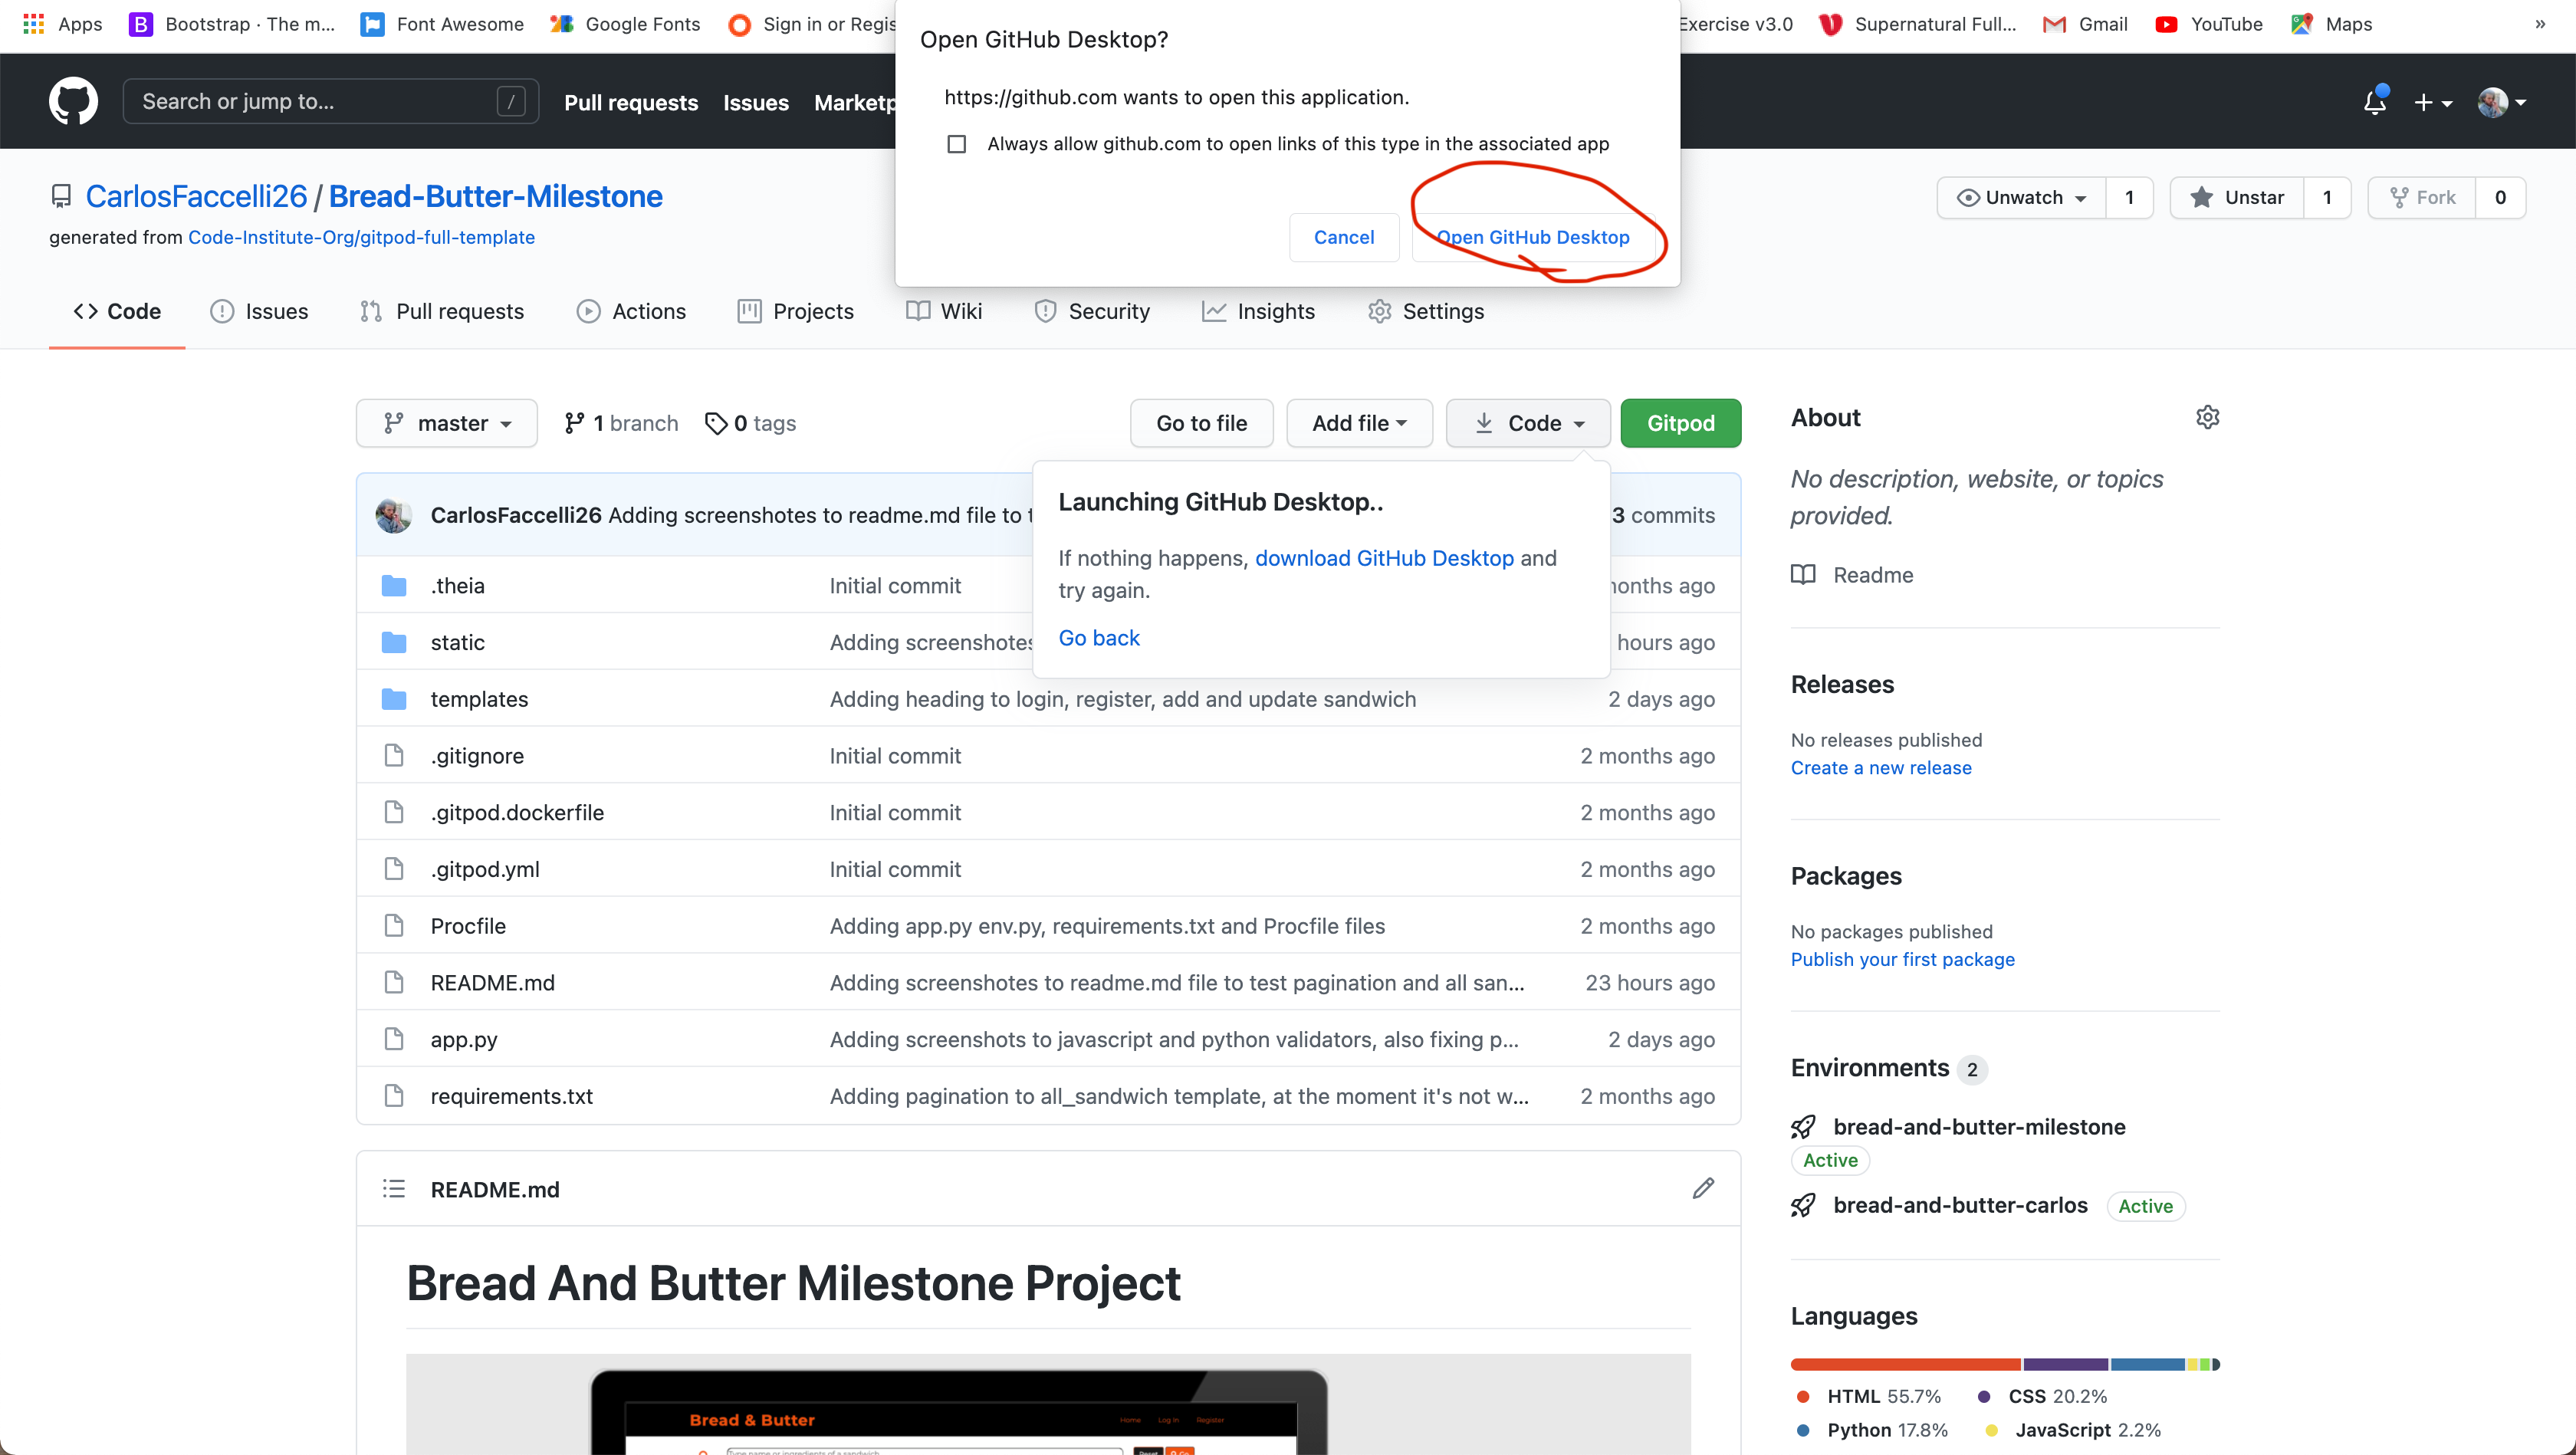 Apps Bootstrap · The m... Font Awesome Google Fonts Sign in or Regis Exercise v3.0 Supernatural Full... Gmail YouTube Maps »
Open GitHub Desktop?
https://github.com wants to open this application.
Always allow github.com to open links of this type in the associated app
Cancel Open GitHub Desktop
Search or jump to... / Pull requests Issues Marketp
CarlosFaccelli26 / Bread-Butter-Milestone
Unwatch 1 Unstar 1 Fork 0
generated from Code-Institute-Org/gitpod-full-template
Code Issues Pull requests Actions Projects Wiki Security Insights Settings
master 1 branch 0 tags Go to file Add file Code Gitpod
Launching GitHub Desktop..
If nothing happens, download GitHub Desktop and
try again.
Go back
CarlosFaccelli26 Adding screenshotes to readme.md file to t 3 commits
.theia Initial commit onths ago
static Adding screenshotes hours ago
templates Adding heading to login, register, add and update sandwich 2 days ago
.gitignore Initial commit 2 months ago
.gitpod.dockerfile Initial commit 2 months ago
.gitpod.yml Initial commit 2 months ago
Procfile Adding app.py env.py, requirements.txt and Procfile files 2 months ago
README.md Adding screenshotes to readme.md file to test pagination and all san... 23 hours ago
app.py Adding screenshots to javascript and python validators, also fixing p... 2 days ago
requirements.txt Adding pagination to all_sandwich template, at the moment it's not w... 2 months ago
README.md
Bread And Butter Milestone Project
Bread & Butter Home Log In Register
Type name or ingredients of a sandwich Reset Go
About
No description, website, or topics
provided.
Readme
Releases
No releases published
Create a new release
Packages
No packages published
Publish your first package
Environments 2
bread-and-butter-milestone
Active
bread-and-butter-carlos Active
Languages
HTML 55.7% CSS 20.2%
Python 17.8% JavaScript 2.2%